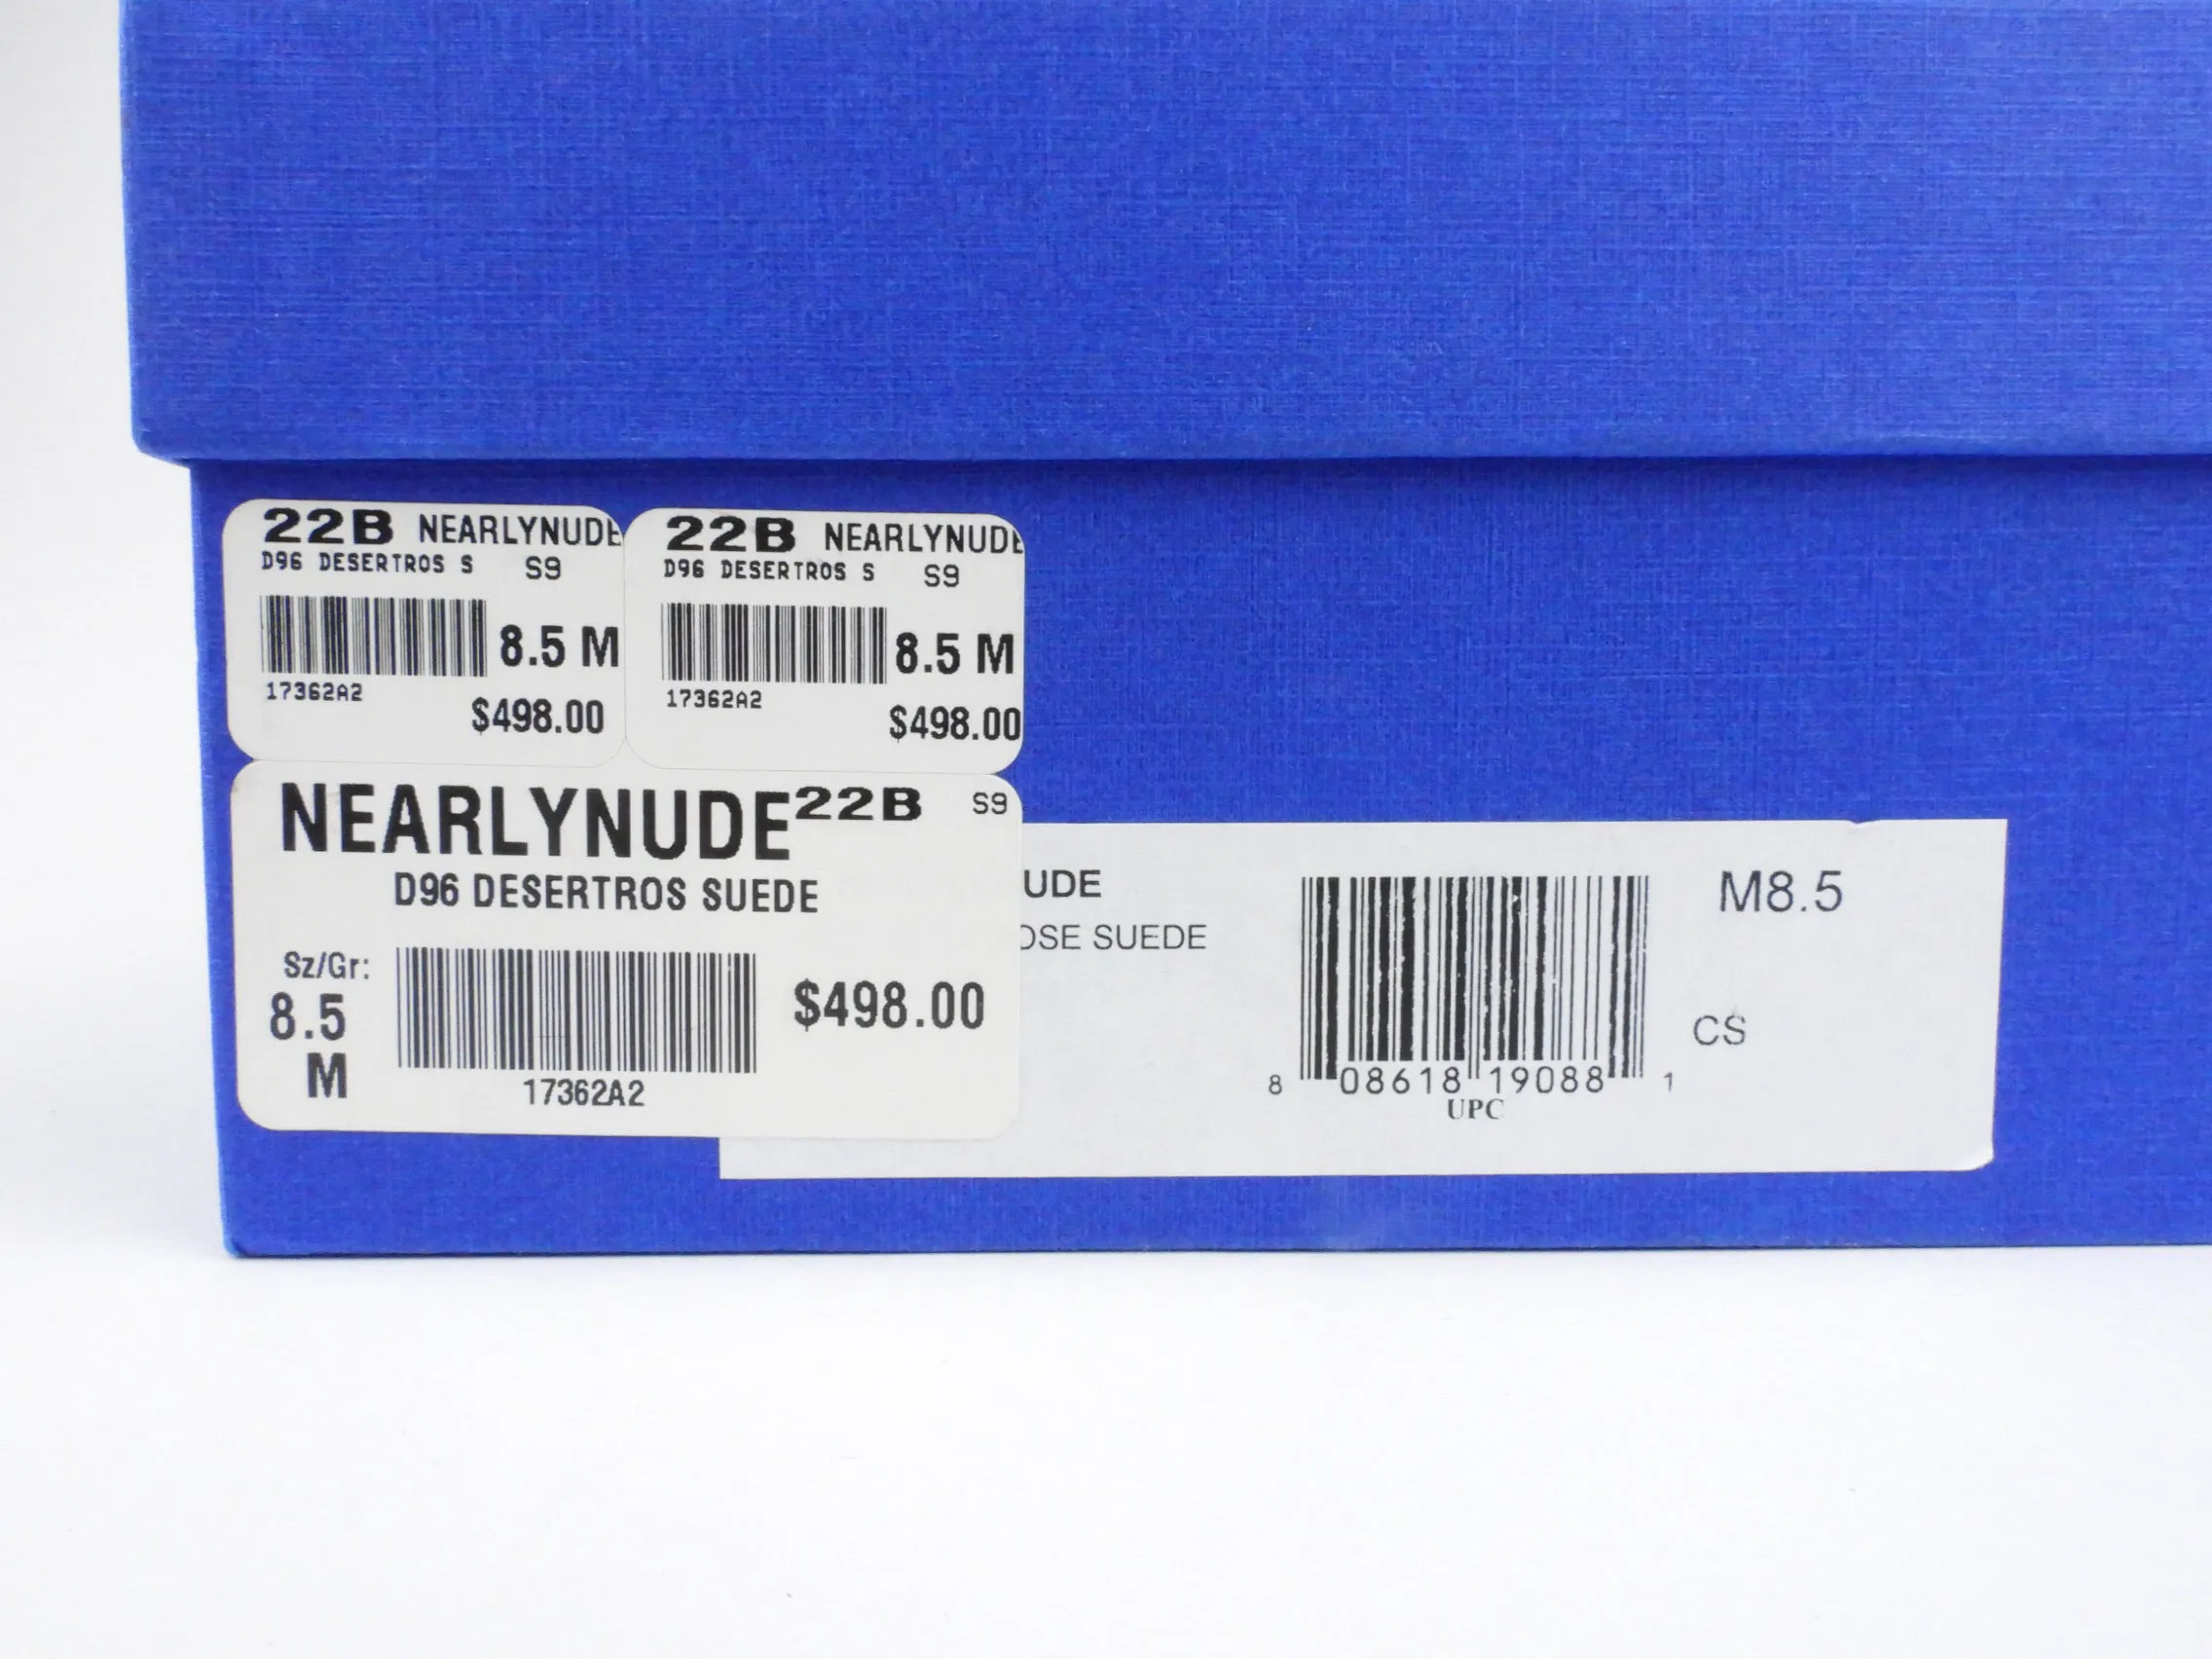 22B NEARLYNUDE
D96 DESERTROS S S9
8.5 M
17362A2
$498.00
22B NEARLYNUDE
D96 DESERTROS S S9
8.5 M
17362A2
$498.00
NEARLYNUDE 22B S9
D96 DESERTROS SUEDE
Sz/Gr:
8.5
M
$498.00
17362A2
UDE
OSE SUEDE
M8.5
CS
8 08618 19088 1
UPC